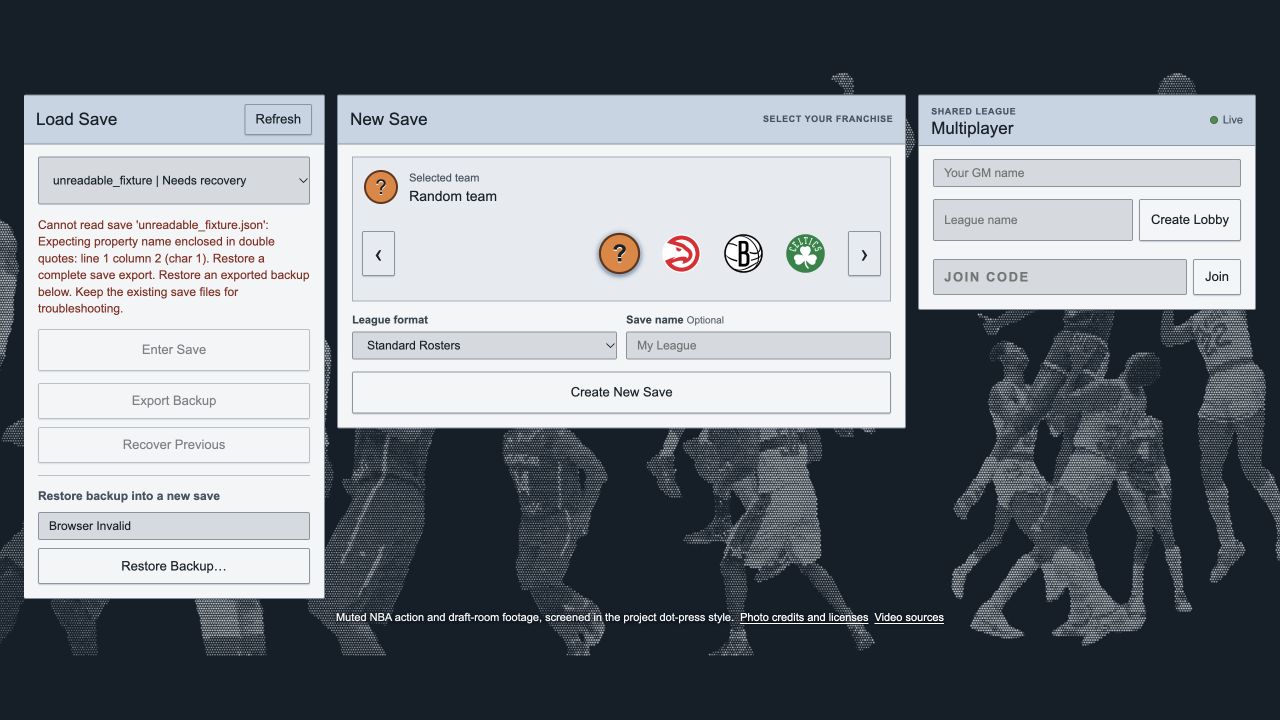 Load Save
Refresh
unreadable_fixture | Needs recovery
Cannot read save 'unreadable_fixture.json':
Expecting property name enclosed in double
quotes: line 1 column 2 (char 1). Restore a
complete save export. Restore an exported backup
below. Keep the existing save files for
troubleshooting.
Enter Save
Export Backup
Recover Previous
Restore backup into a new save
Browser Invalid
Restore Backup…
New Save
SELECT YOUR FRANCHISE
?
Selected team
Random team
‹
?
B
CELTICS
›
League format
Save name Optional
Standard Rosters
My League
Create New Save
SHARED LEAGUE
Multiplayer
Live
Your GM name
League name
Create Lobby
JOIN CODE
Join
Muted NBA action and draft-room footage, screened in the project dot-press style. Photo credits and licenses Video sources